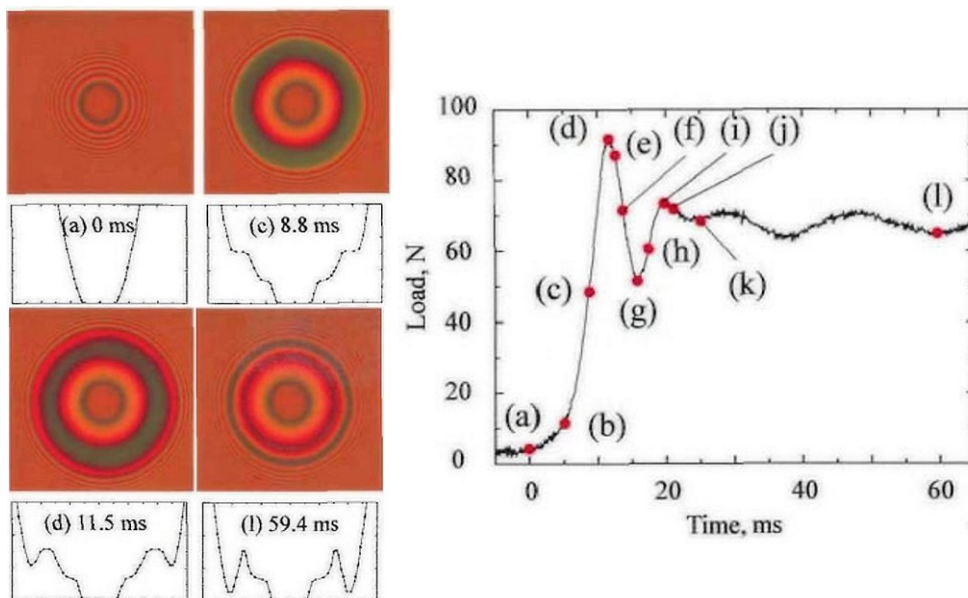 (a) 0 ms
(c) 8.8 ms
(d) 11.5 ms
(l) 59.4 ms
100
80
60
40
20
0
Load, N
0
20
40
60
Time, ms
(a)
(b)
(c)
(d)
(e)
(f)
(g)
(h)
(i)
(j)
(k)
(l)